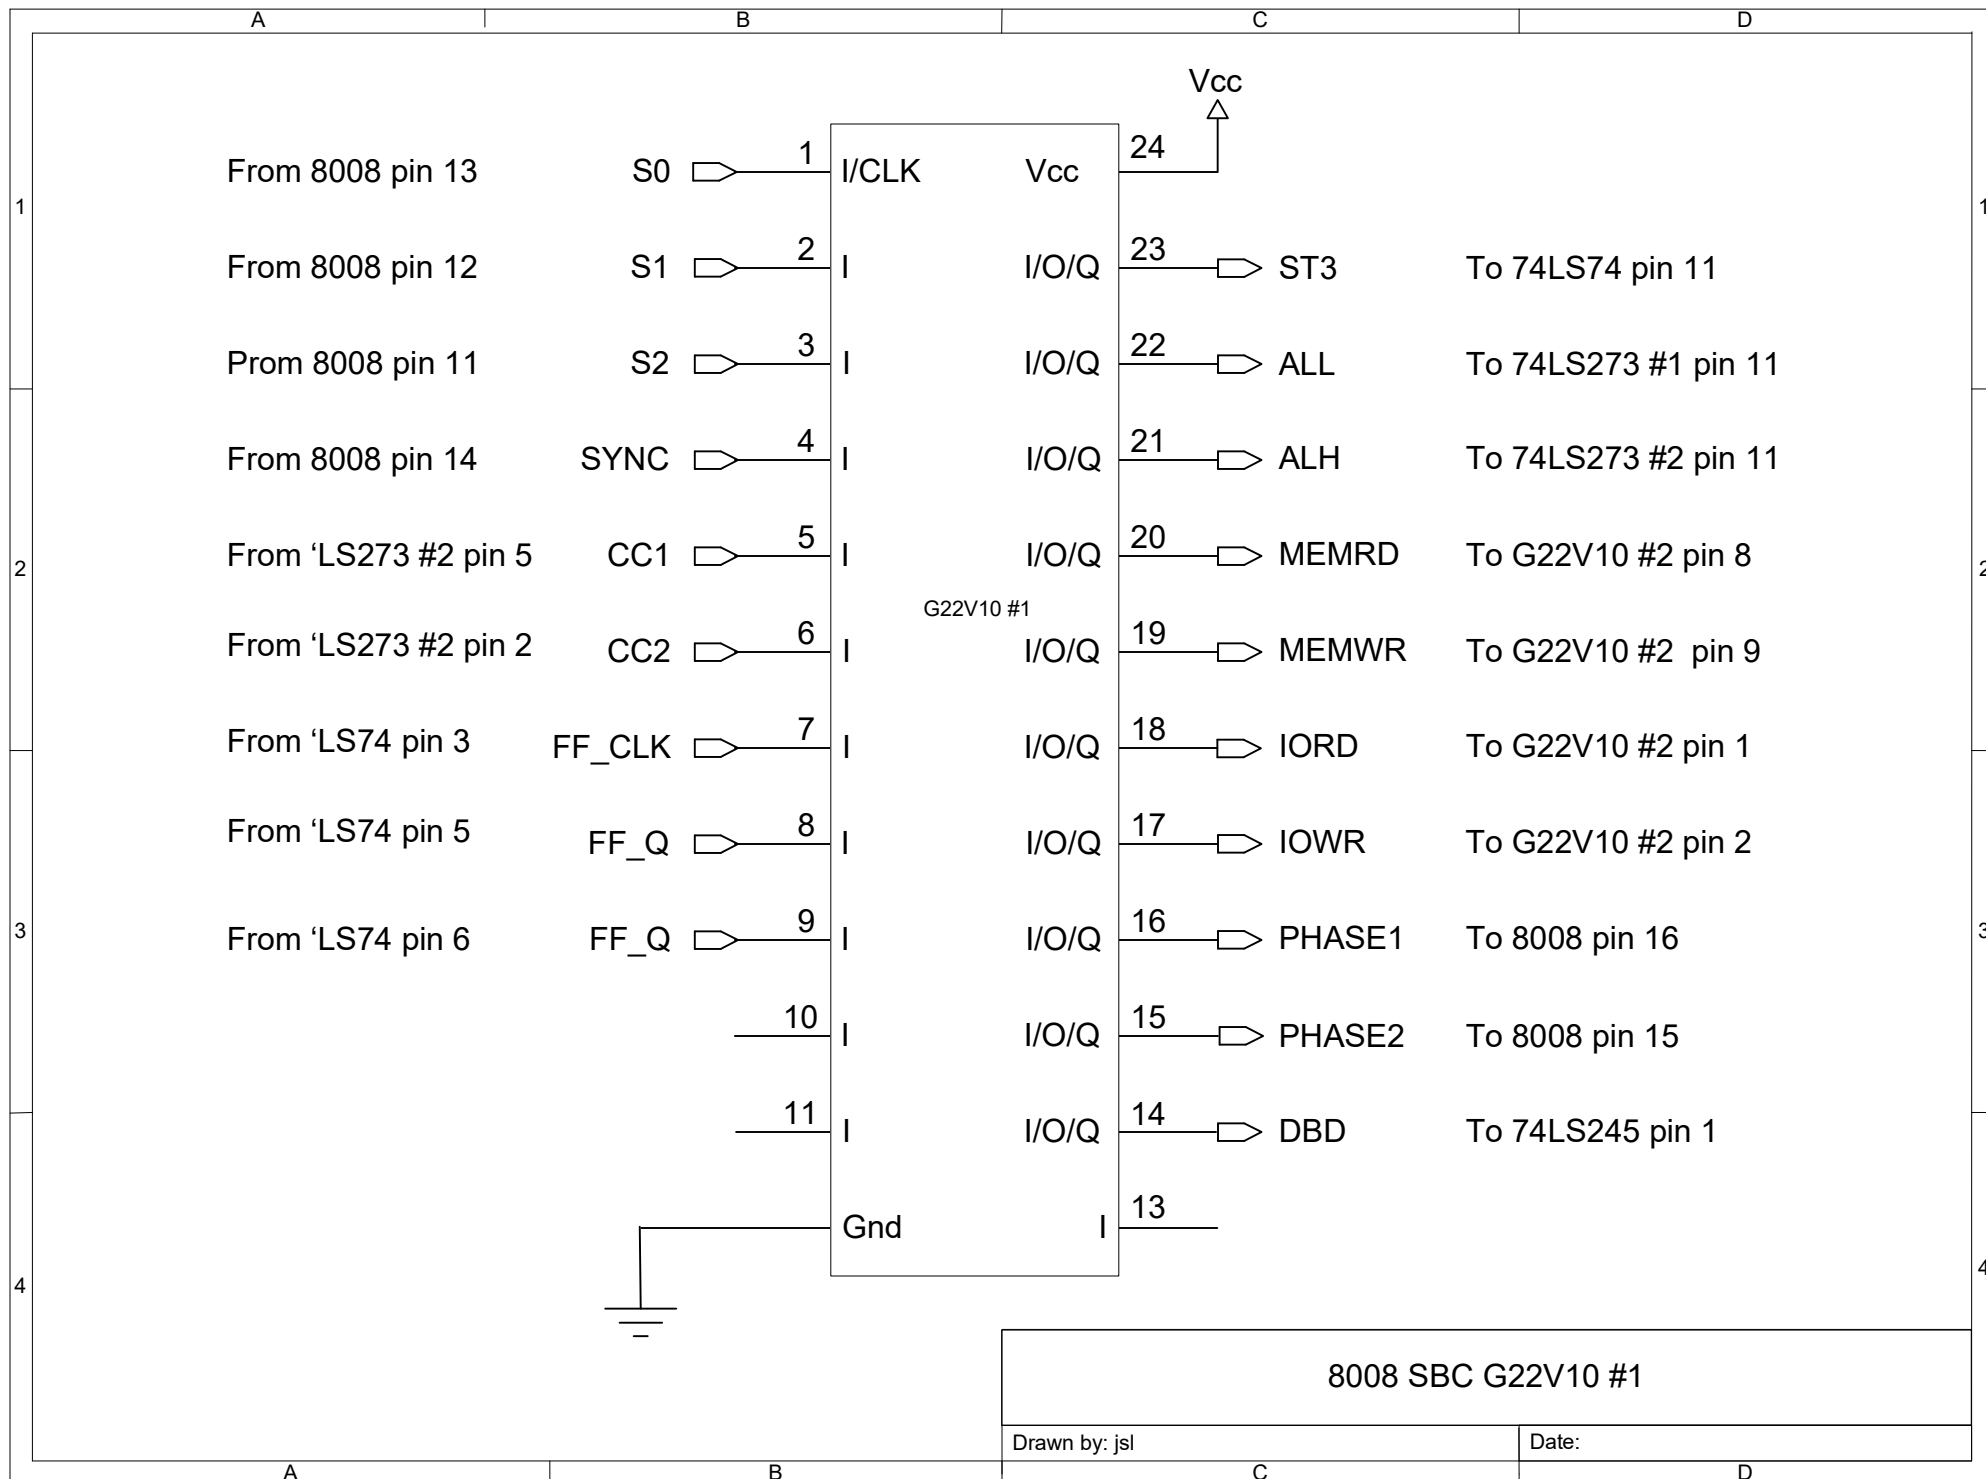 A B C D
Vcc
From 8008 pin 13 S0 1 I/CLK Vcc 24
1 1
From 8008 pin 12 S1 2 I I/O/Q 23 ST3 To 74LS74 pin 11
Prom 8008 pin 11 S2 3 I I/O/Q 22 ALL To 74LS273 #1 pin 11
From 8008 pin 14 SYNC 4 I I/O/Q 21 ALH To 74LS273 #2 pin 11
From ‘LS273 #2 pin 5 CC1 5 I I/O/Q 20 MEMRD To G22V10 #2 pin 8
2 2
G22V10 #1
From ‘LS273 #2 pin 2 CC2 6 I I/O/Q 19 MEMWR To G22V10 #2 pin 9
From ‘LS74 pin 3 FF_CLK 7 I I/O/Q 18 IORD To G22V10 #2 pin 1
From ‘LS74 pin 5 FF_Q 8 I I/O/Q 17 IOWR To G22V10 #2 pin 2
3 3
From ‘LS74 pin 6 FF_Q 9 I I/O/Q 16 PHASE1 To 8008 pin 16
10 I I/O/Q 15 PHASE2 To 8008 pin 15
11 I I/O/Q 14 DBD To 74LS245 pin 1
Gnd I 13
4 4
8008 SBC G22V10 #1
Drawn by: jsl Date:
A B C D